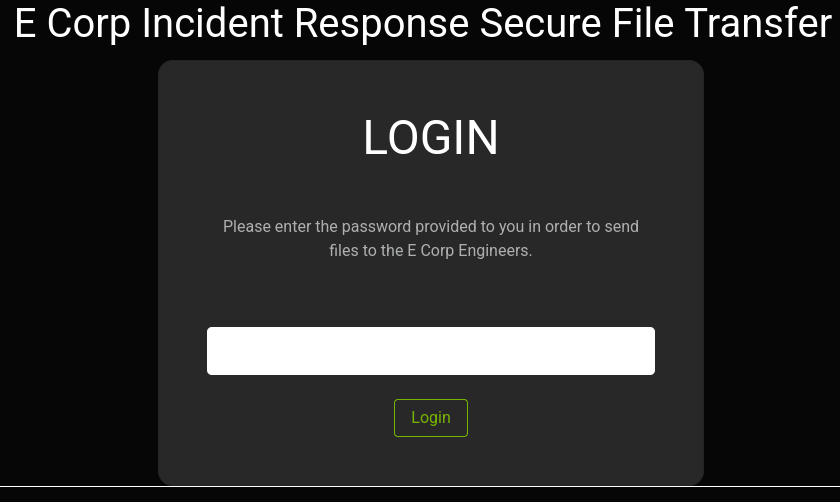 E Corp Incident Response Secure File Transfer
LOGIN
Please enter the password provided to you in order to send
files to the E Corp Engineers.
Login